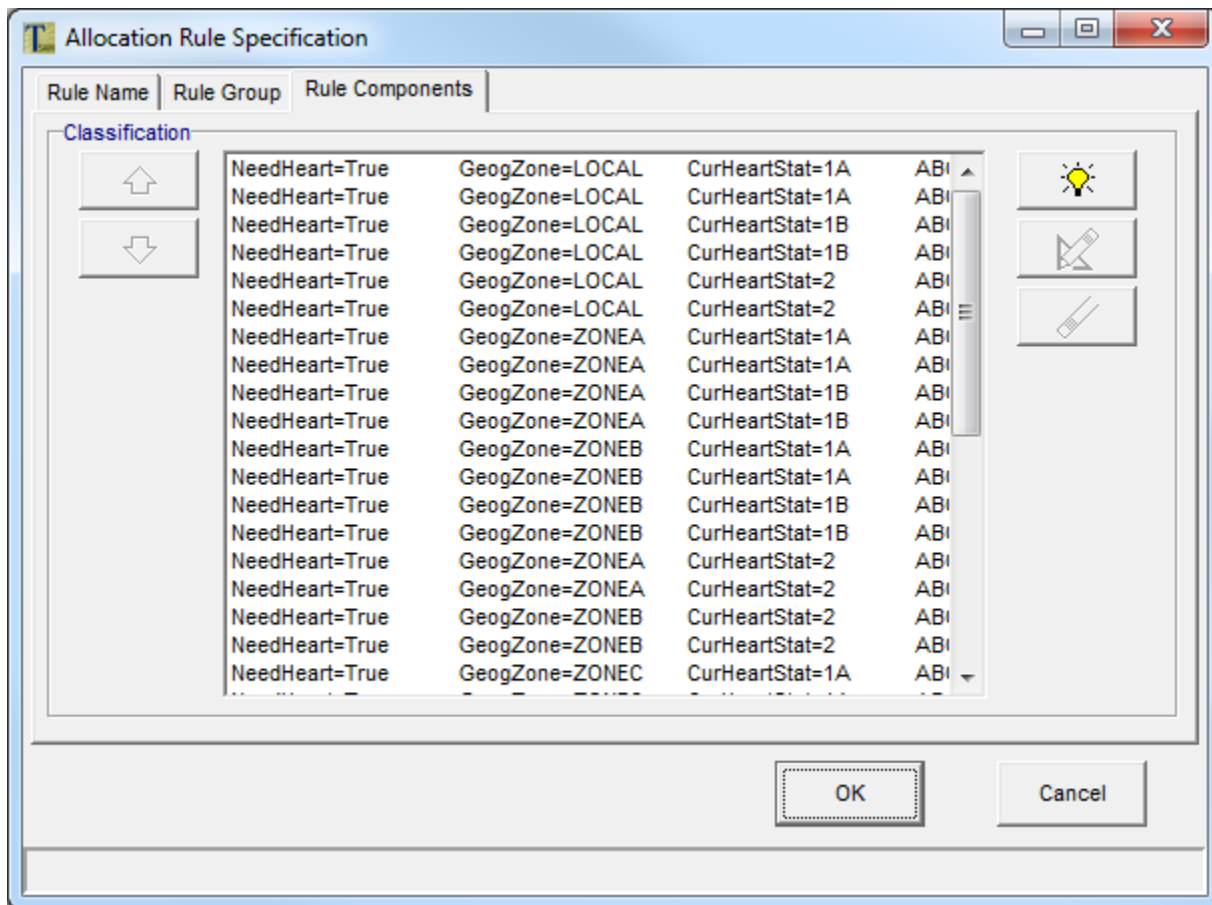 Allocation Rule Specification
Rule Name Rule Group Rule Components
Classification
NeedHeart=True GeogZone=LOCAL CurHeartStat=1A
NeedHeart=True GeogZone=LOCAL CurHeartStat=1A
NeedHeart=True GeogZone=LOCAL CurHeartStat=1B
NeedHeart=True GeogZone=LOCAL CurHeartStat=1B
NeedHeart=True GeogZone=LOCAL CurHeartStat=2
NeedHeart=True GeogZone=LOCAL CurHeartStat=2
NeedHeart=True GeogZone=ZONEA CurHeartStat=1A
NeedHeart=True GeogZone=ZONEA CurHeartStat=1A
NeedHeart=True GeogZone=ZONEA CurHeartStat=1B
NeedHeart=True GeogZone=ZONEA CurHeartStat=1B
NeedHeart=True GeogZone=ZONEB CurHeartStat=1A
NeedHeart=True GeogZone=ZONEB CurHeartStat=1A
NeedHeart=True GeogZone=ZONEB CurHeartStat=1B
NeedHeart=True GeogZone=ZONEB CurHeartStat=1B
NeedHeart=True GeogZone=ZONEA CurHeartStat=2
NeedHeart=True GeogZone=ZONEA CurHeartStat=2
NeedHeart=True GeogZone=ZONEB CurHeartStat=2
NeedHeart=True GeogZone=ZONEB CurHeartStat=2
NeedHeart=True GeogZone=ZONEC CurHeartStat=1A
OK Cancel